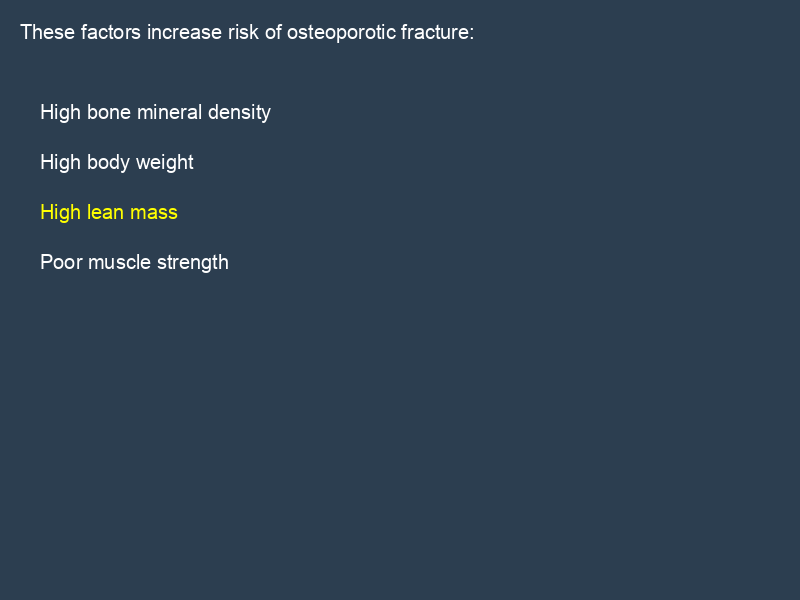 These factors increase risk of osteoporotic fracture:
High bone mineral density
High body weight
High lean mass
Poor muscle strength